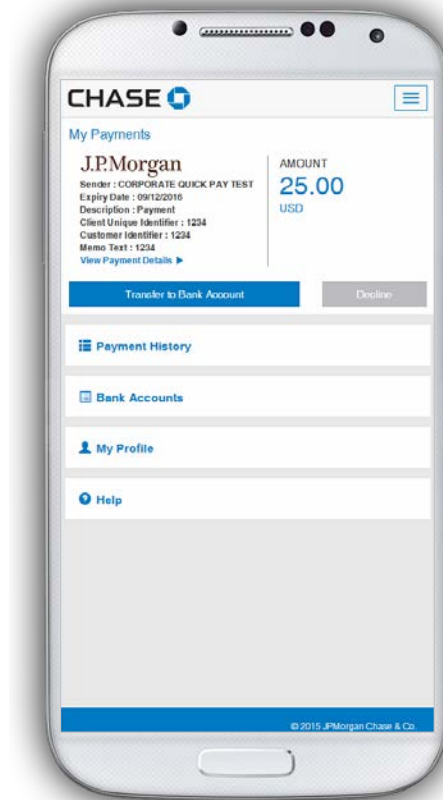 CHASE
My Payments
J.P.Morgan
Sender : CORPORATE QUICK PAY TEST
Expiry Date : 09/12/2016
Description : Payment
Client Unique Identifier : 1234
Customer Identifier : 1234
Memo Text : 1234
View Payment Details
AMOUNT
25.00
USD
Transfer to Bank Account
Decline
Payment History
Bank Accounts
My Profile
Help
© 2015 JPMorgan Chase & Co.